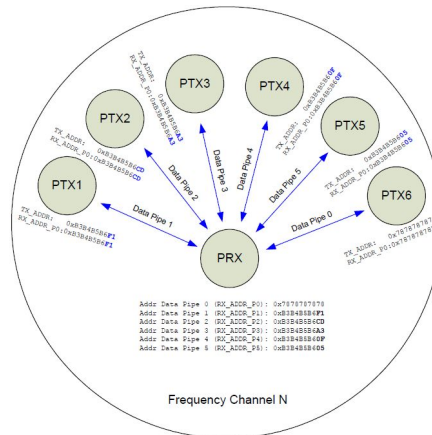 PTX3
PTX4
TX_ADDR: 0xB3B4B5B6A3
RX_ADDR_P0:0xB3B4B5B6A3
TX_ADDR: 0xB3B4B5B60F
RX_ADDR_P0:0xB3B4B5B60F
PTX2
PTX5
TX_ADDR: 0xB3B4B5B6CD
RX_ADDR_P0:0xB3B4B5B6CD
TX_ADDR: 0xB3B4B5B605
RX_ADDR_P0:0xB3B4B5B605
PTX1
PTX6
TX_ADDR: 0xB3B4B5B6F1
RX_ADDR_P0:0xB3B4B5B6F1
TX_ADDR:
Data Pipe 1
Data Pipe 2
Data Pipe 3
Data Pipe 4
Data Pipe 5
Data Pipe 0
PRX
Addr Data Pipe 0 (RX_ADDR_P0): 0x7878787878
Addr Data Pipe 1 (RX_ADDR_P1): 0xB3B4B5B6F1
Addr Data Pipe 2 (RX_ADDR_P2): 0xB3B4B5B6CD
Addr Data Pipe 3 (RX_ADDR_P3): 0xB3B4B5B6A3
Addr Data Pipe 4 (RX_ADDR_P4): 0xB3B4B5B60F
Addr Data Pipe 5 (RX_ADDR_P5): 0xB3B4B5B605
Frequency Channel N